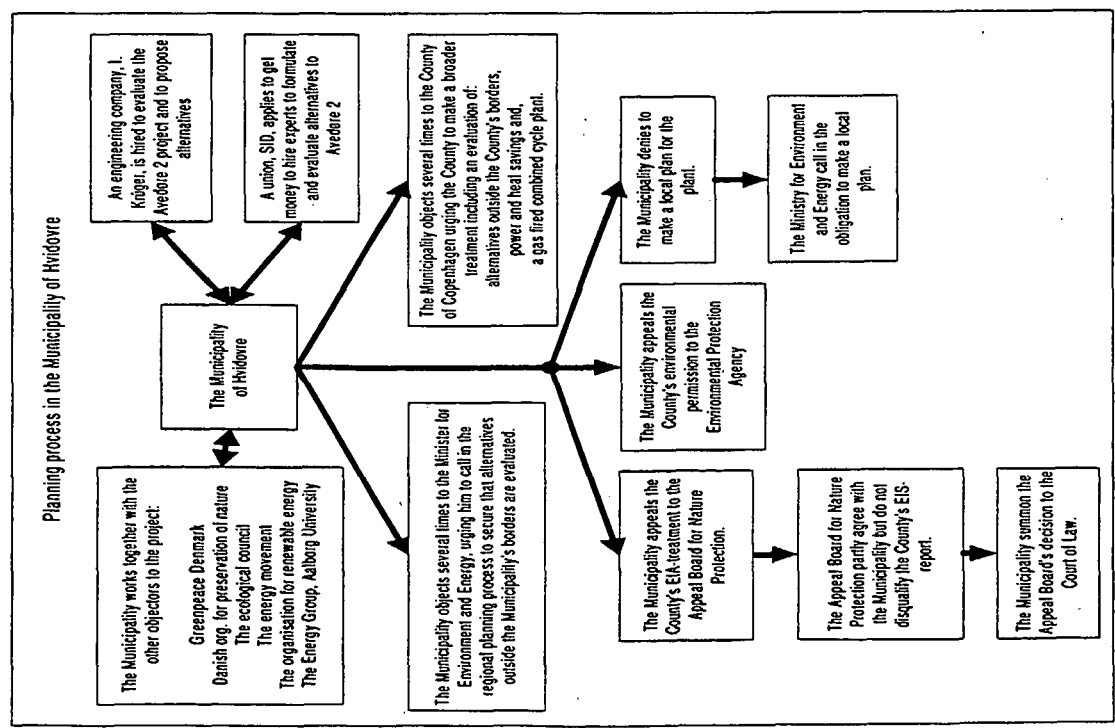 Planning process in the Municipality of Hvidovre
The Municipality works together with the
other objectors to the project:
Greenpeace Denmark
Danish org. for preservation of nature
The ecological council
The energy movement
The organisation for renewable energy
The Energy Group, Aalborg University
The Municipality
of Hvidovre
An engineering company, I.
Krüger, is hired to evaluate the
Avedøre 2 project and to propose
alternatives
A union, SID, applies to get
money to hire experts to formulate
and evaluate alternatives to
Avedøre 2
The Municipality objects several times to the Minister for
Environment and Energy, urging him to call in the
regional planning process to secure that alternatives
outside the Municipality's borders are evaluated.
The Municipality objects several times to the County
of Copenhagen urging the County to make a broader
treatment including an evaluation of:
alternatives outside the County's borders,
power and heat savings and,
a gas fired combined cycle plant.
The Municipality appeals the
County's EIA-treatment to the
Appeal Board for Nature
Protection.
The Municipality appeals the
County's environmental
permission to the
Environmental Protection
Agency
The Municipality denies to
make a local plan for the
plant.
The Appeal Board for Nature
Protection partly agree with
the Municipality but do not
disqualify the County's EIS-
report.
The Ministry for Environment
and Energy call in the
obligation to make a local
plan.
The Municipality summon the
Appeal Board's decision to the
Court of Law.